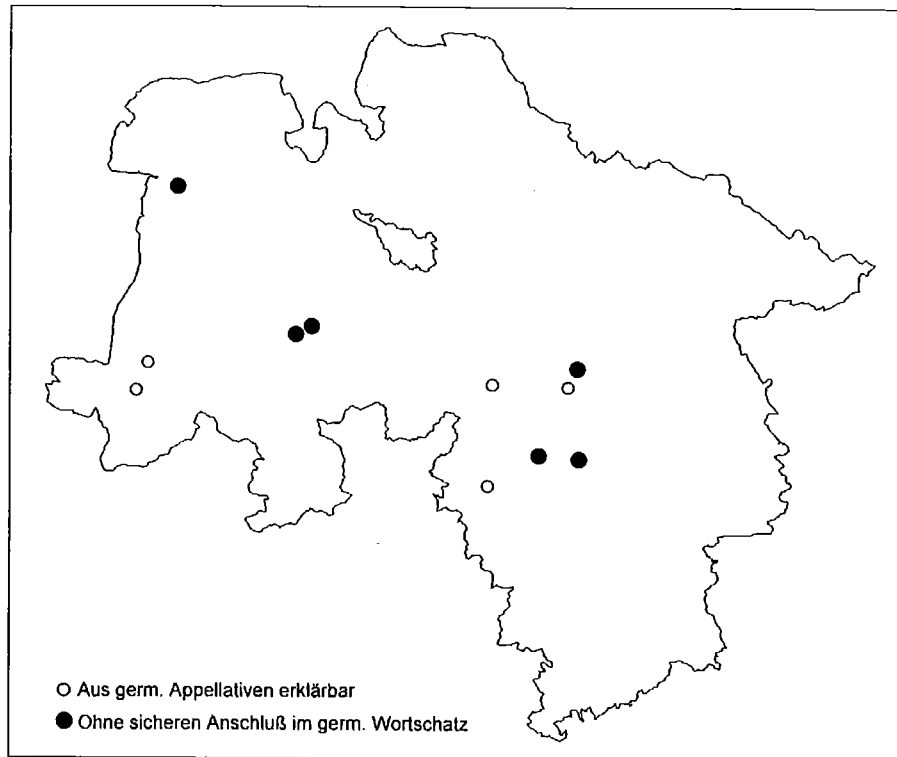 Aus germ. Appellativen erklärbar
Ohne sicheren Anschluß im germ. Wortschatz